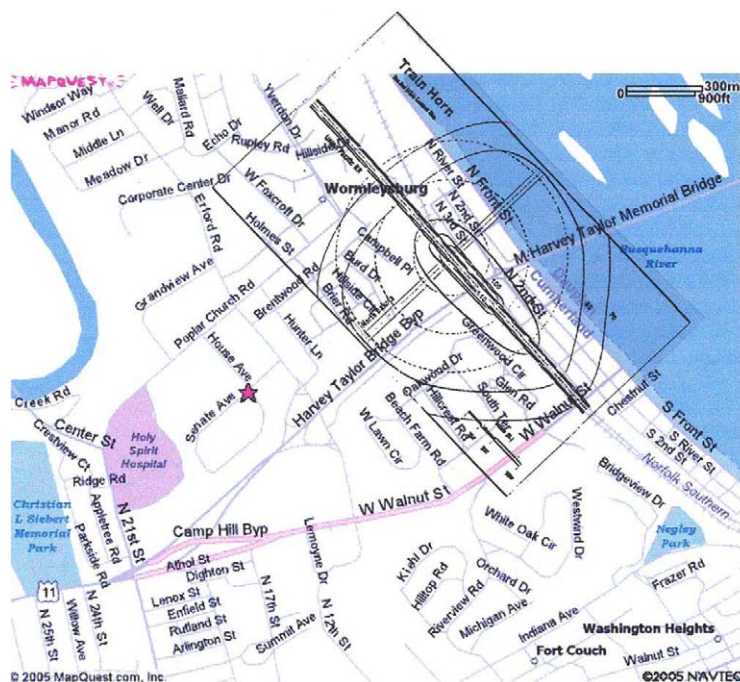 MAPQUEST
Train Horn
300m
0
900ft
Windsor Way
Manor Rd
Middle Ln
Meadow Dr
Well Dr
Mallard Rd
Echo Dr
Rupley Rd
Yverdon Dr
Hillside Dr
Corporate Center Dr
Erford Rd
W Foxcroft Dr
Holmes St
Wormleysburg
N River St
N Front St
N 2nd St
N 3rd St
M Harvey Taylor Memorial Bridge
Susquehanna
River
Grandview Ave
Poplar Church Rd
Brentwood Rd
Campbell Pl
Burd Dr
Hillside Cir
Brier Rd
Hunter Ln
N 2nd St
Dauphin
Cumberland
Harvey Taylor Bridge Byp
House Ave
Senate Ave
Greenwood Cir
Oakwood Dr
Glen Rd
Hillcrest Rd
South Ter
Beach Farm Rd
W Lawn Cir
W Walnut St
Chestnut St
S Front St
S River St
S 2nd St
Norfolk Southern
Bridgeview Dr
Creek Rd
Center St
Crestview Ct
Ridge Rd
Holy
Spirit
Hospital
Christian
L Siebert
Memorial
Park
Appletree Rd
Parkside Rd
N 21st St
Camp Hill Byp
W Walnut St
Lemoyne Dr
White Oak Cir
Westwind Dr
Negley
Park
11
N 25th St
Willow Ave
N 24th St
Athol St
Dighton St
Lenox St
Enfield St
Rutland St
Arlington St
N 17th St
Summit Ave
N 12th St
Kiehl Dr
Hilltop Rd
Riverview Rd
Orchard Dr
Michigan Ave
Indiana Ave
Frazer Rd
Washington Heights
Fort Couch
Walnut St
© 2005 MapQuest.com, Inc.
©2005 NAVTEQ